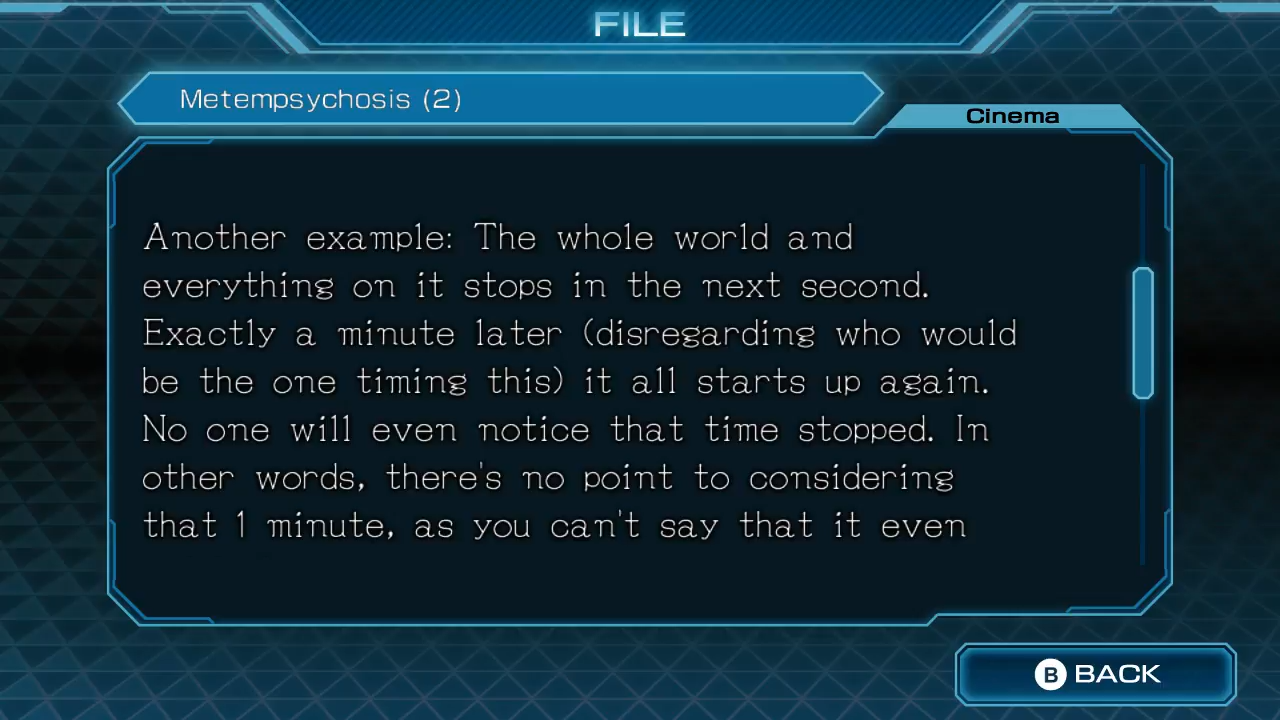 FILE
Metempsychosis (2)
Cinema
Another example: The whole world and
everything on it stops in the next second.
Exactly a minute later (disregarding who would
be the one timing this) it all starts up again.
No one will even notice that time stopped. In
other words, there's no point to considering
that 1 minute, as you can't say that it even
B BACK